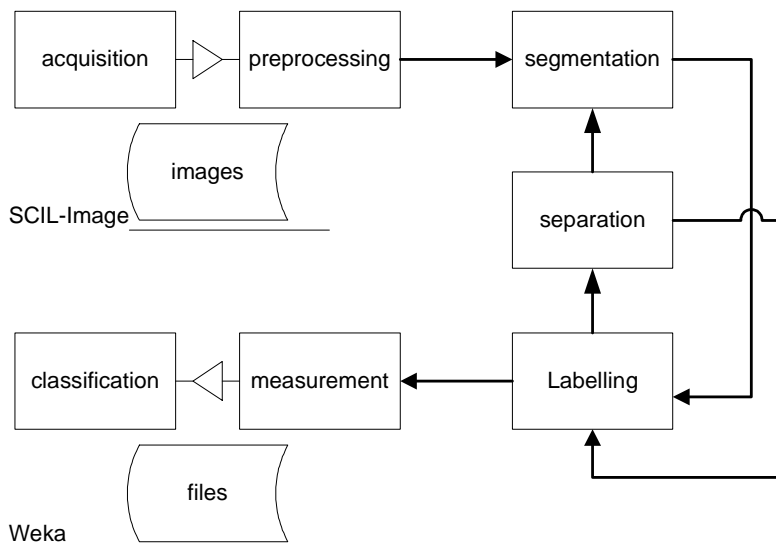 acquisition
preprocessing
segmentation
images
SCIL-Image
separation
classification
measurement
Labelling
files
Weka